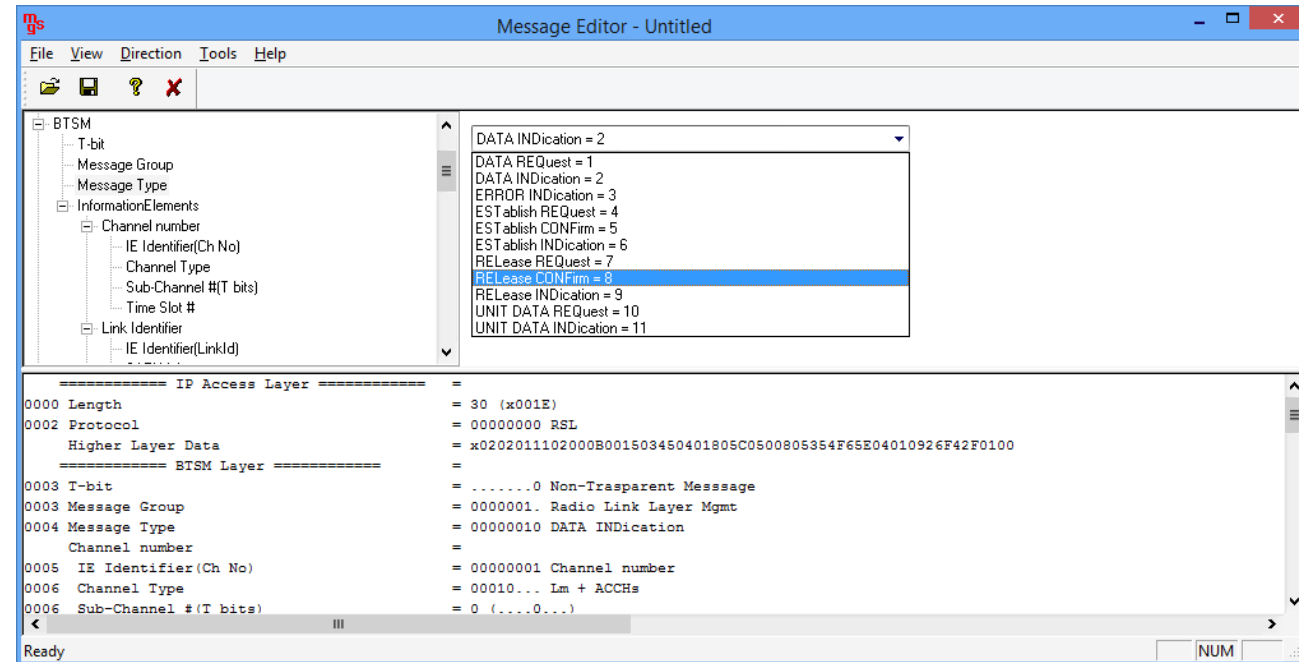 mgs Message Editor - Untitled
File View Direction Tools Help
BTSM
T-bit
Message Group
Message Type
InformationElements
Channel number
IE Identifier(Ch No)
Channel Type
Sub-Channel #(T bits)
Time Slot #
Link Identifier
IE Identifier(LinkId)
DATA INDication = 2
DATA REQuest = 1
DATA INDication = 2
ERROR INDication = 3
ESTablish REQuest = 4
ESTablish CONFirm = 5
ESTablish INDication = 6
RELease REQuest = 7
RELease CONFirm = 8
RELease INDication = 9
UNIT DATA REQuest = 10
UNIT DATA INDication = 11
============ IP Access Layer ============ =
0000 Length = 30 (x001E)
0002 Protocol = 00000000 RSL
Higher Layer Data = x0202011102000B001503450401805C0500805354F65E04010926F42F0100
============ BTSM Layer ============ =
0003 T-bit = .......0 Non-Trasparent Messsage
0003 Message Group = 0000001. Radio Link Layer Mgmt
0004 Message Type = 00000010 DATA INDication
Channel number =
0005 IE Identifier(Ch No) = 00000001 Channel number
0006 Channel Type = 00010... Lm + ACCHs
0006 Sub-Channel #(T bits) = 0 (....0...)
Ready NUM